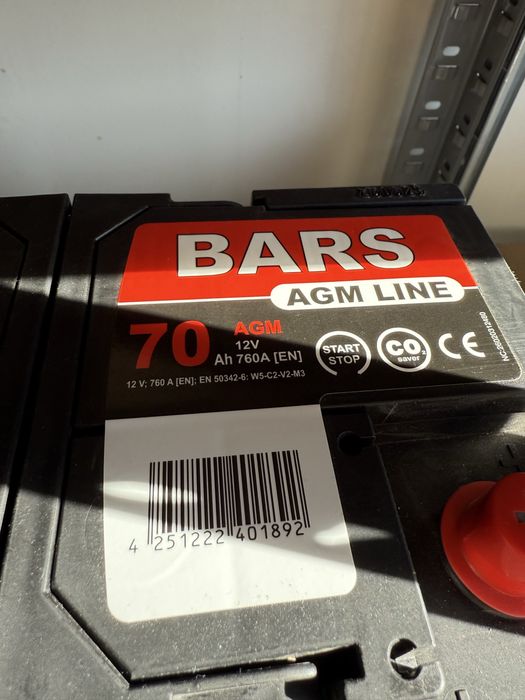 BARS
AGM LINE
70 AGM
12V
Ah 760A [EN]
12 V; 760 A [EN]; EN 50342-6: W5-C2-V2-M3
START
STOP
CO2
saver
CE
4 251222 401892